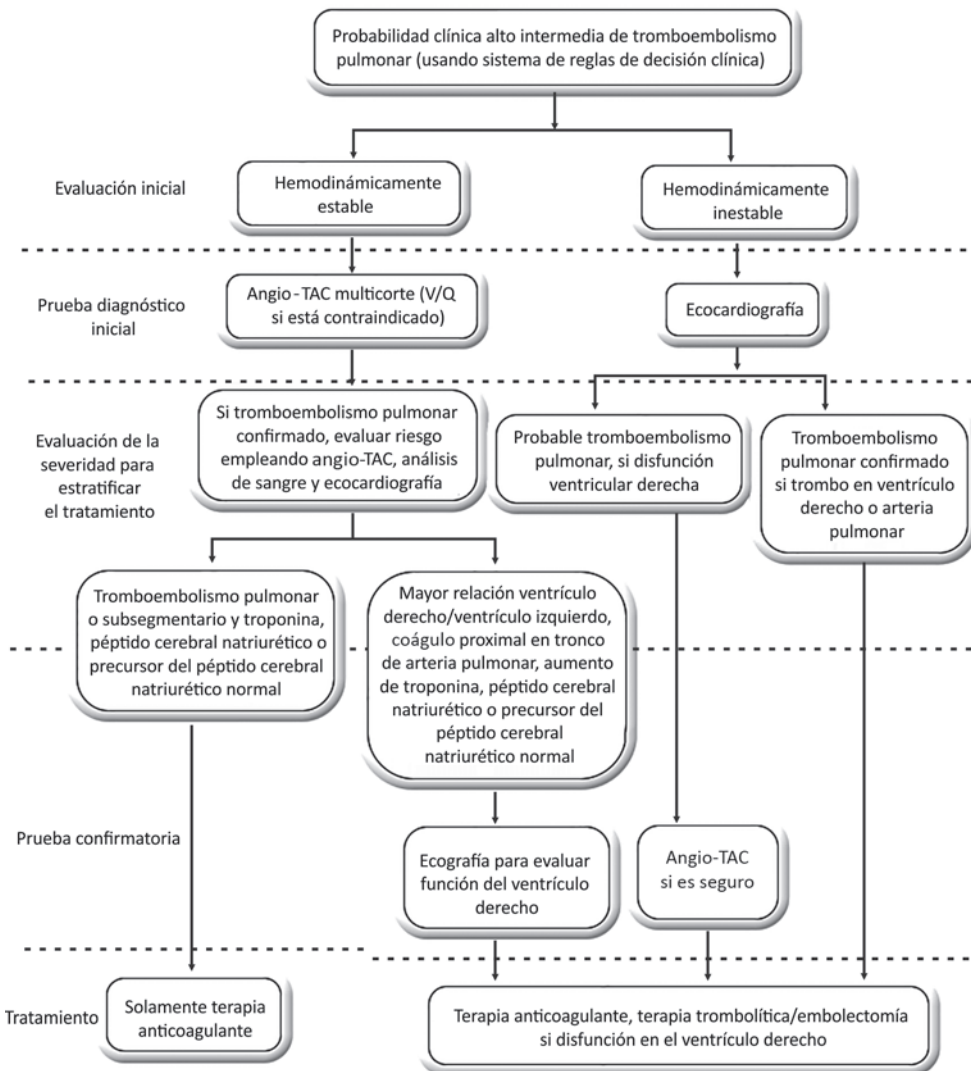 Probabilidad clínica alto intermedia de tromboembolismo
pulmonar (usando sistema de reglas de decisión clínica)
Evaluación inicial
Hemodinámicamente
estable
Hemodinámicamente
inestable
Prueba diagnóstico
inicial
Angio-TAC multicorte (V/Q
si está contraindicado)
Ecocardiografía
Evaluación de la
severidad para
estratificar
el tratamiento
Si tromboembolismo pulmonar
confirmado, evaluar riesgo
empleando angio-TAC, análisis
de sangre y ecocardiografía
Probable tromboembolismo
pulmonar, si disfunción
ventricular derecha
Tromboembolismo
pulmonar confirmado
si trombo en ventrículo
derecho o arteria
pulmonar
Tromboembolismo pulmonar
o subsegmentario y troponina,
péptido cerebral natriurético o
precursor del péptido cerebral
natriurético normal
Mayor relación ventrículo
derecho/ventrículo izquierdo,
coágulo proximal en tronco
de arteria pulmonar, aumento
de troponina, péptido cerebral
natriurético o precursor del
péptido cerebral
natriurético normal
Prueba confirmatoria
Ecografía para evaluar
función del ventrículo
derecho
Angio-TAC
si es seguro
Tratamiento
Solamente terapia
anticoagulante
Terapia anticoagulante, terapia trombolítica/embolectomía
si disfunción en el ventrículo derecho